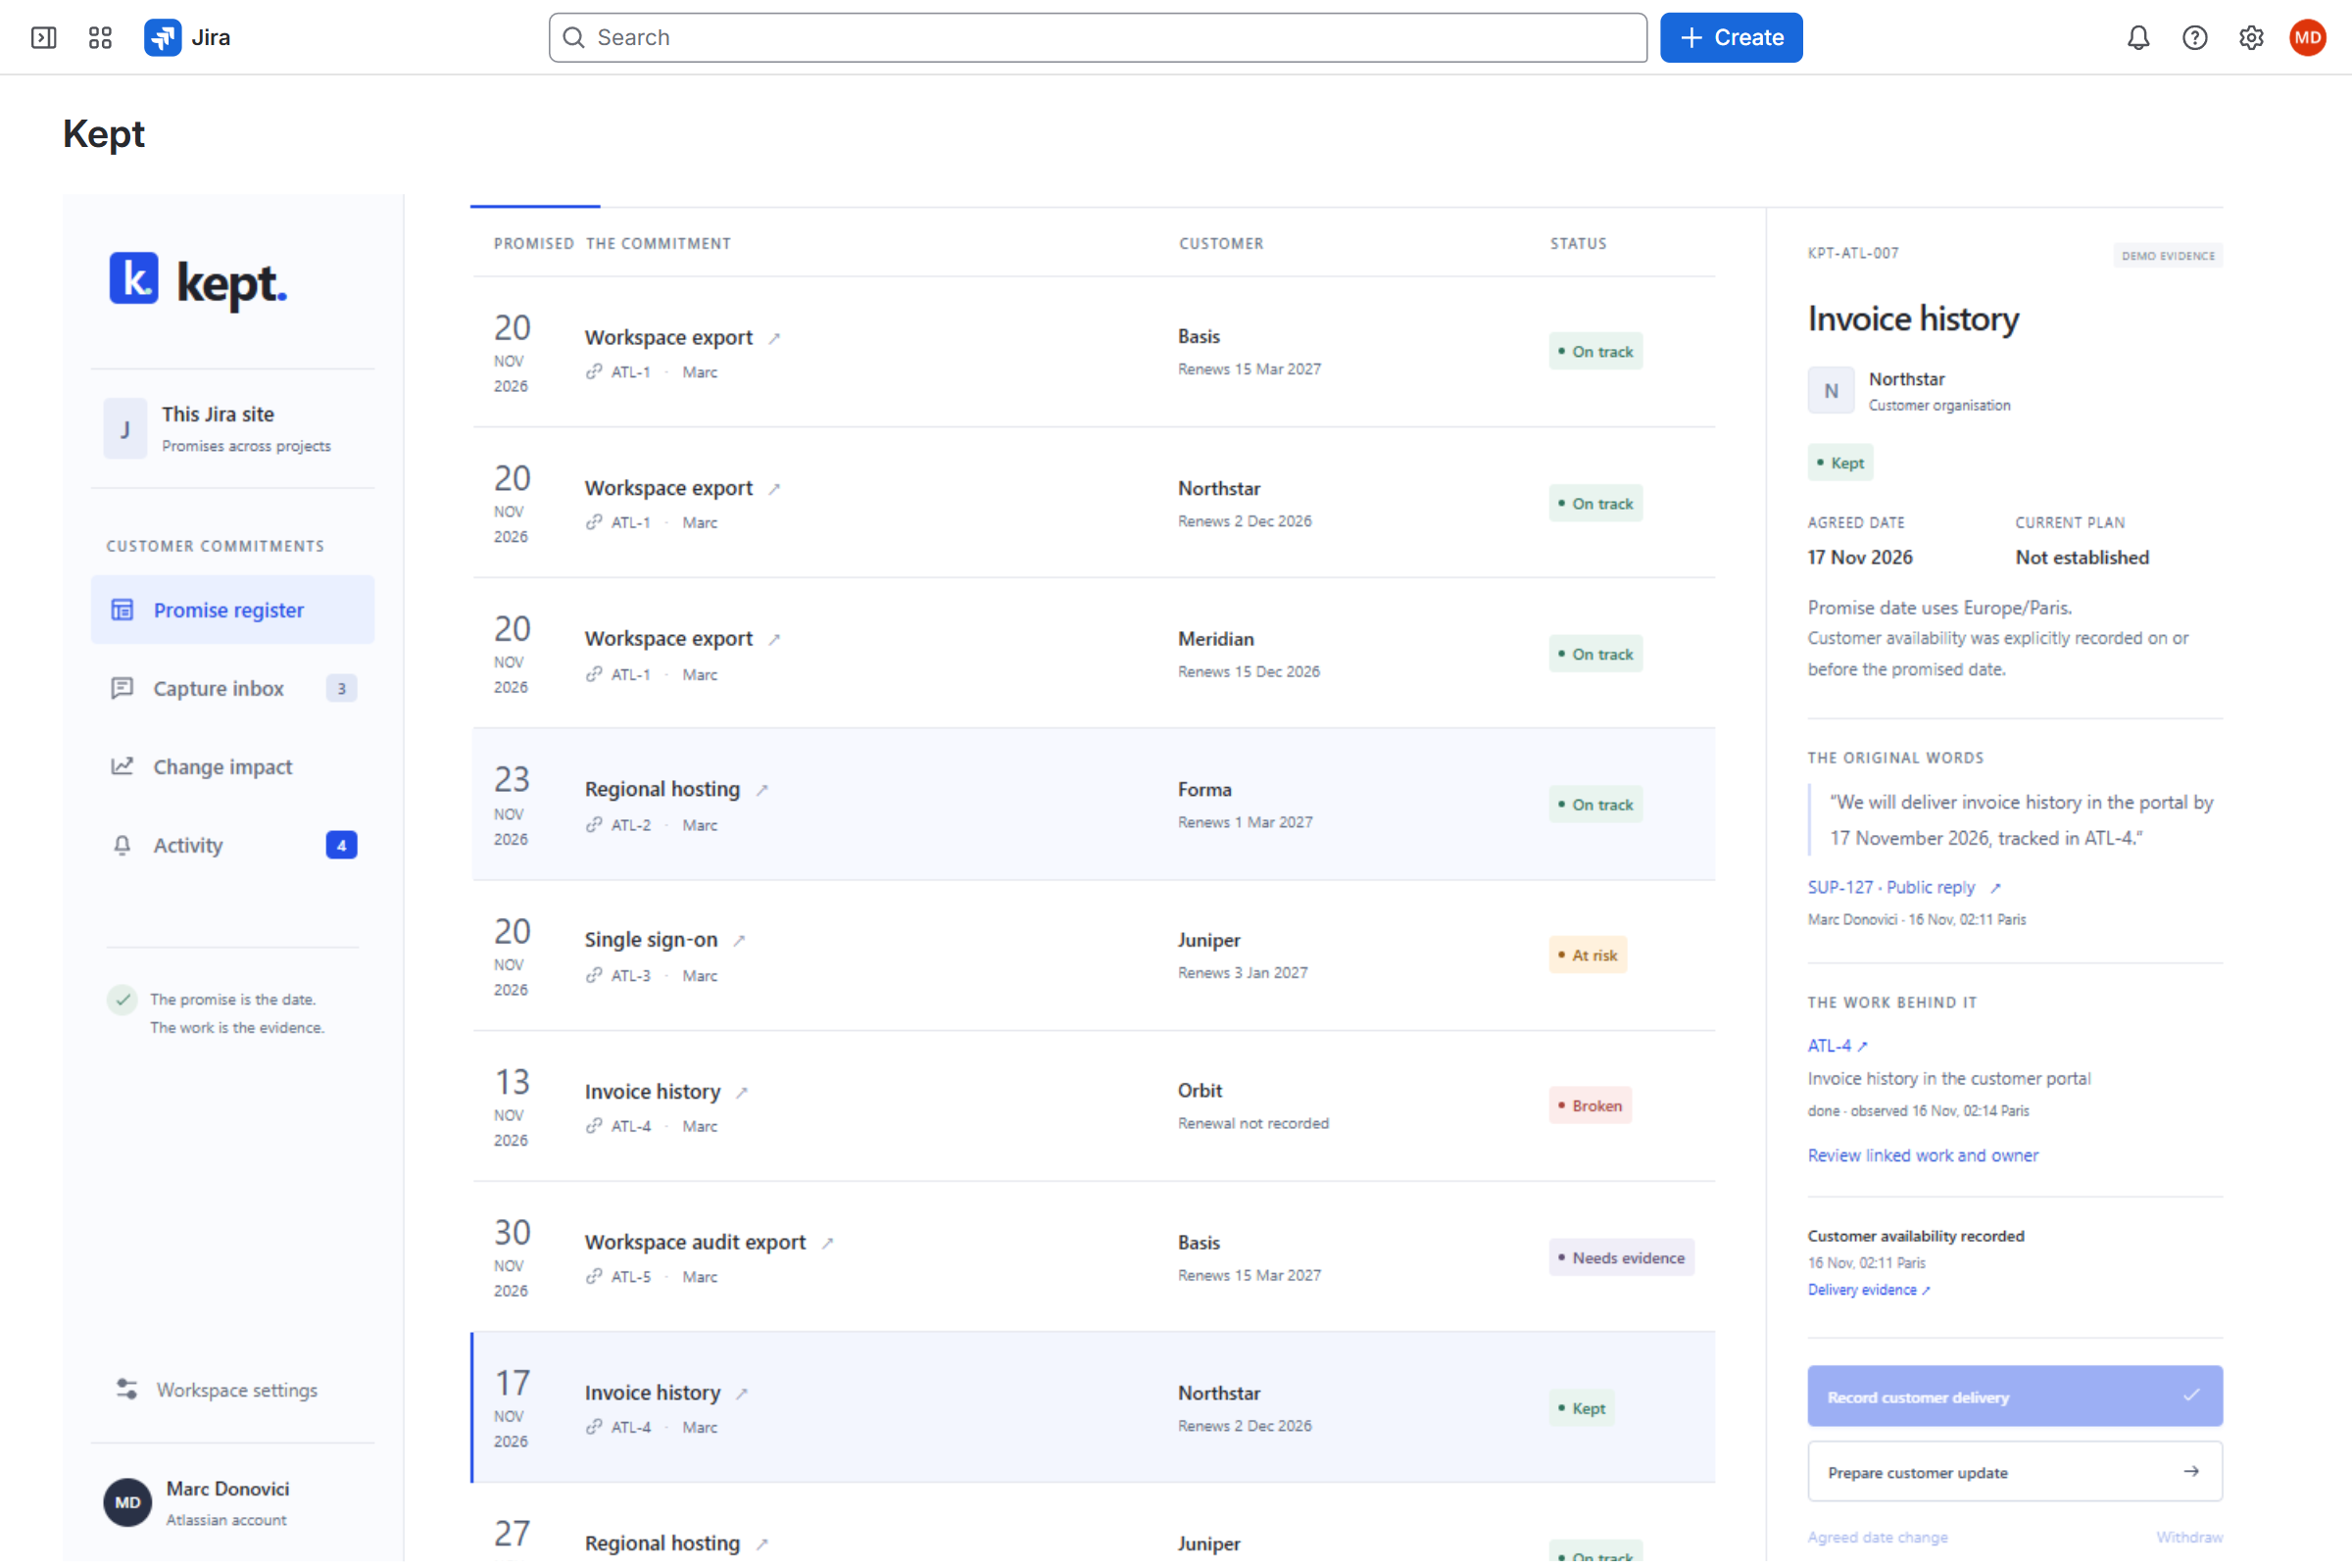 Jira
Search
Create
MD
Kept
k.
kept.
J
This Jira site
Promises across projects
CUSTOMER COMMITMENTS
Promise register
Capture inbox
3
Change impact
Activity
4
The promise is the date.
The work is the evidence.
Workspace settings
MD
Marc Donovici
Atlassian account
PROMISED THE COMMITMENT CUSTOMER STATUS
20 NOV 2026
Workspace export
ATL-1 · Marc
Basis
Renews 15 Mar 2027
On track
20 NOV 2026
Workspace export
ATL-1 · Marc
Northstar
Renews 2 Dec 2026
On track
20 NOV 2026
Workspace export
ATL-1 · Marc
Meridian
Renews 15 Dec 2026
On track
23 NOV 2026
Regional hosting
ATL-2 · Marc
Forma
Renews 1 Mar 2027
On track
20 NOV 2026
Single sign-on
ATL-3 · Marc
Juniper
Renews 3 Jan 2027
At risk
13 NOV 2026
Invoice history
ATL-4 · Marc
Orbit
Renewal not recorded
Broken
30 NOV 2026
Workspace audit export
ATL-5 · Marc
Basis
Renews 15 Mar 2027
Needs evidence
17 NOV 2026
Invoice history
ATL-4 · Marc
Northstar
Renews 2 Dec 2026
Kept
27
Regional hosting
Juniper
On track
KPT-ATL-007
DEMO EVIDENCE
Invoice history
N
Northstar
Customer organisation
Kept
AGREED DATE CURRENT PLAN
17 Nov 2026 Not established
Promise date uses Europe/Paris.
Customer availability was explicitly recorded on or
before the promised date.
THE ORIGINAL WORDS
“We will deliver invoice history in the portal by
17 November 2026, tracked in ATL-4.”
SUP-127 · Public reply
Marc Donovici · 16 Nov, 02:11 Paris
THE WORK BEHIND IT
ATL-4
Invoice history in the customer portal
done · observed 16 Nov, 02:14 Paris
Review linked work and owner
Customer availability recorded
16 Nov, 02:11 Paris
Delivery evidence
Record customer delivery
Prepare customer update
Agreed date change Withdraw